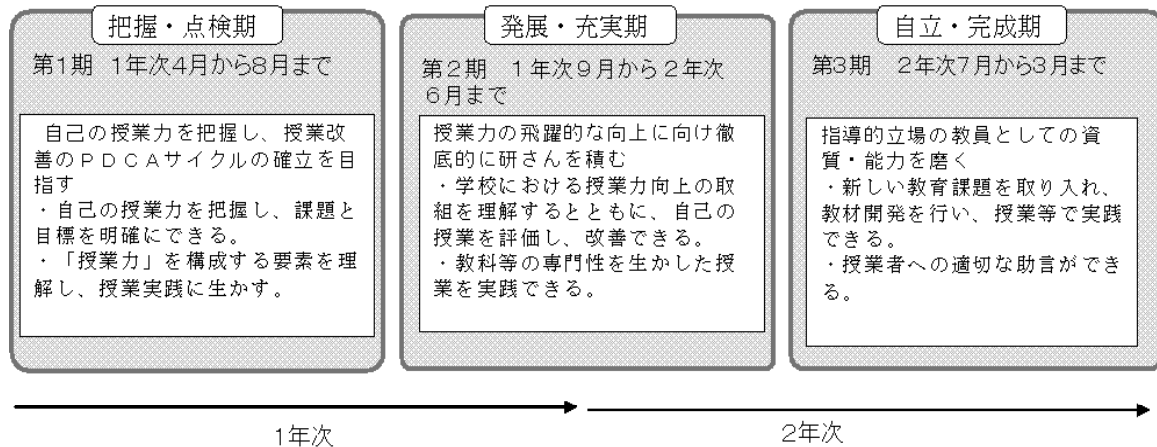 把握・点検期
第1期 1年次4月から8月まで
自己の授業力を把握し、授業改
善のPDCAサイクルの確立を目
指す
・自己の授業力を把握し、課題と
目標を明確にできる。
・「授業力」を構成する要素を理
解し、授業実践に生かす。
発展・充実期
第2期 1年次9月から2年次
6月まで
授業力の飛躍的な向上に向け徹
底的に研さんを積む
・学校における授業力向上の取
組を理解するとともに、自己の
授業を評価し、改善できる。
・教科等の専門性を生かした授
業を実践できる。
自立・完成期
第3期 2年次7月から3月まで
指導的立場の教員としての資
質・能力を磨く
・新しい教育課題を取り入れ、
教材開発を行い、授業等で実践
できる。
・授業者への適切な助言ができ
る。
1年次
2年次